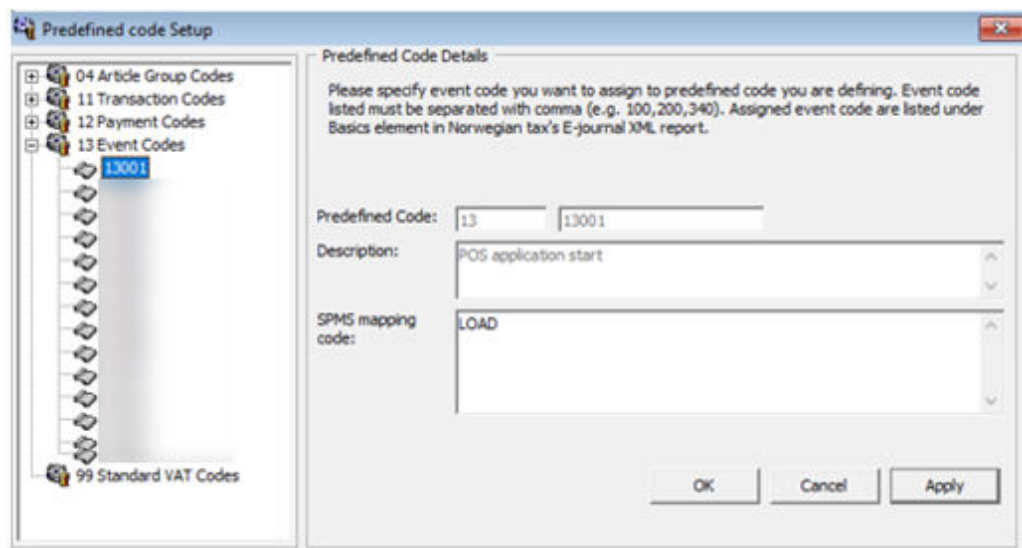 Predefined code Setup
04 Article Group Codes
11 Transaction Codes
12 Payment Codes
13 Event Codes
13001
99 Standard VAT Codes
Predefined Code Details
Please specify event code you want to assign to predefined code you are defining. Event code
listed must be separated with comma (e.g. 100,200,340). Assigned event code are listed under
Basics element in Norwegian tax's E-journal XML report.
Predefined Code: 13 13001
Description: POS application start
SPMS mapping LOAD
code:
OK Cancel Apply